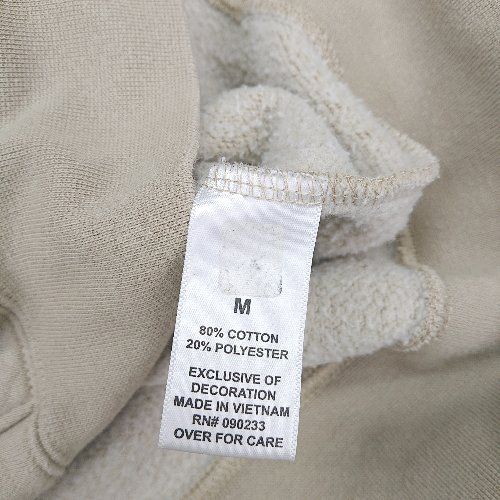 M
80% COTTON
20% POLYESTER
EXCLUSIVE OF
DECORATION
MADE IN VIETNAM
RN# 090233
OVER FOR CARE